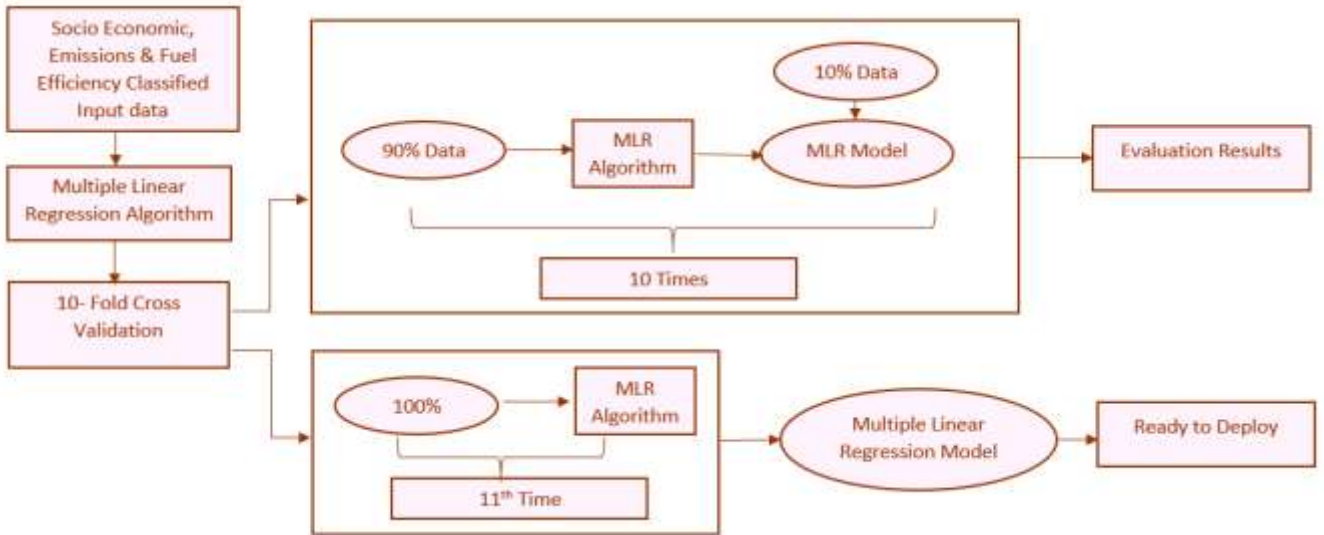 Socio Economic,
Emissions & Fuel
Efficiency Classified
Input data
Multiple Linear
Regression Algorithm
10- Fold Cross
Validation
10% Data
90% Data
MLR
Algorithm
MLR Model
10 Times
Evaluation Results
100%
MLR
Algorithm
11th Time
Multiple Linear
Regression Model
Ready to Deploy